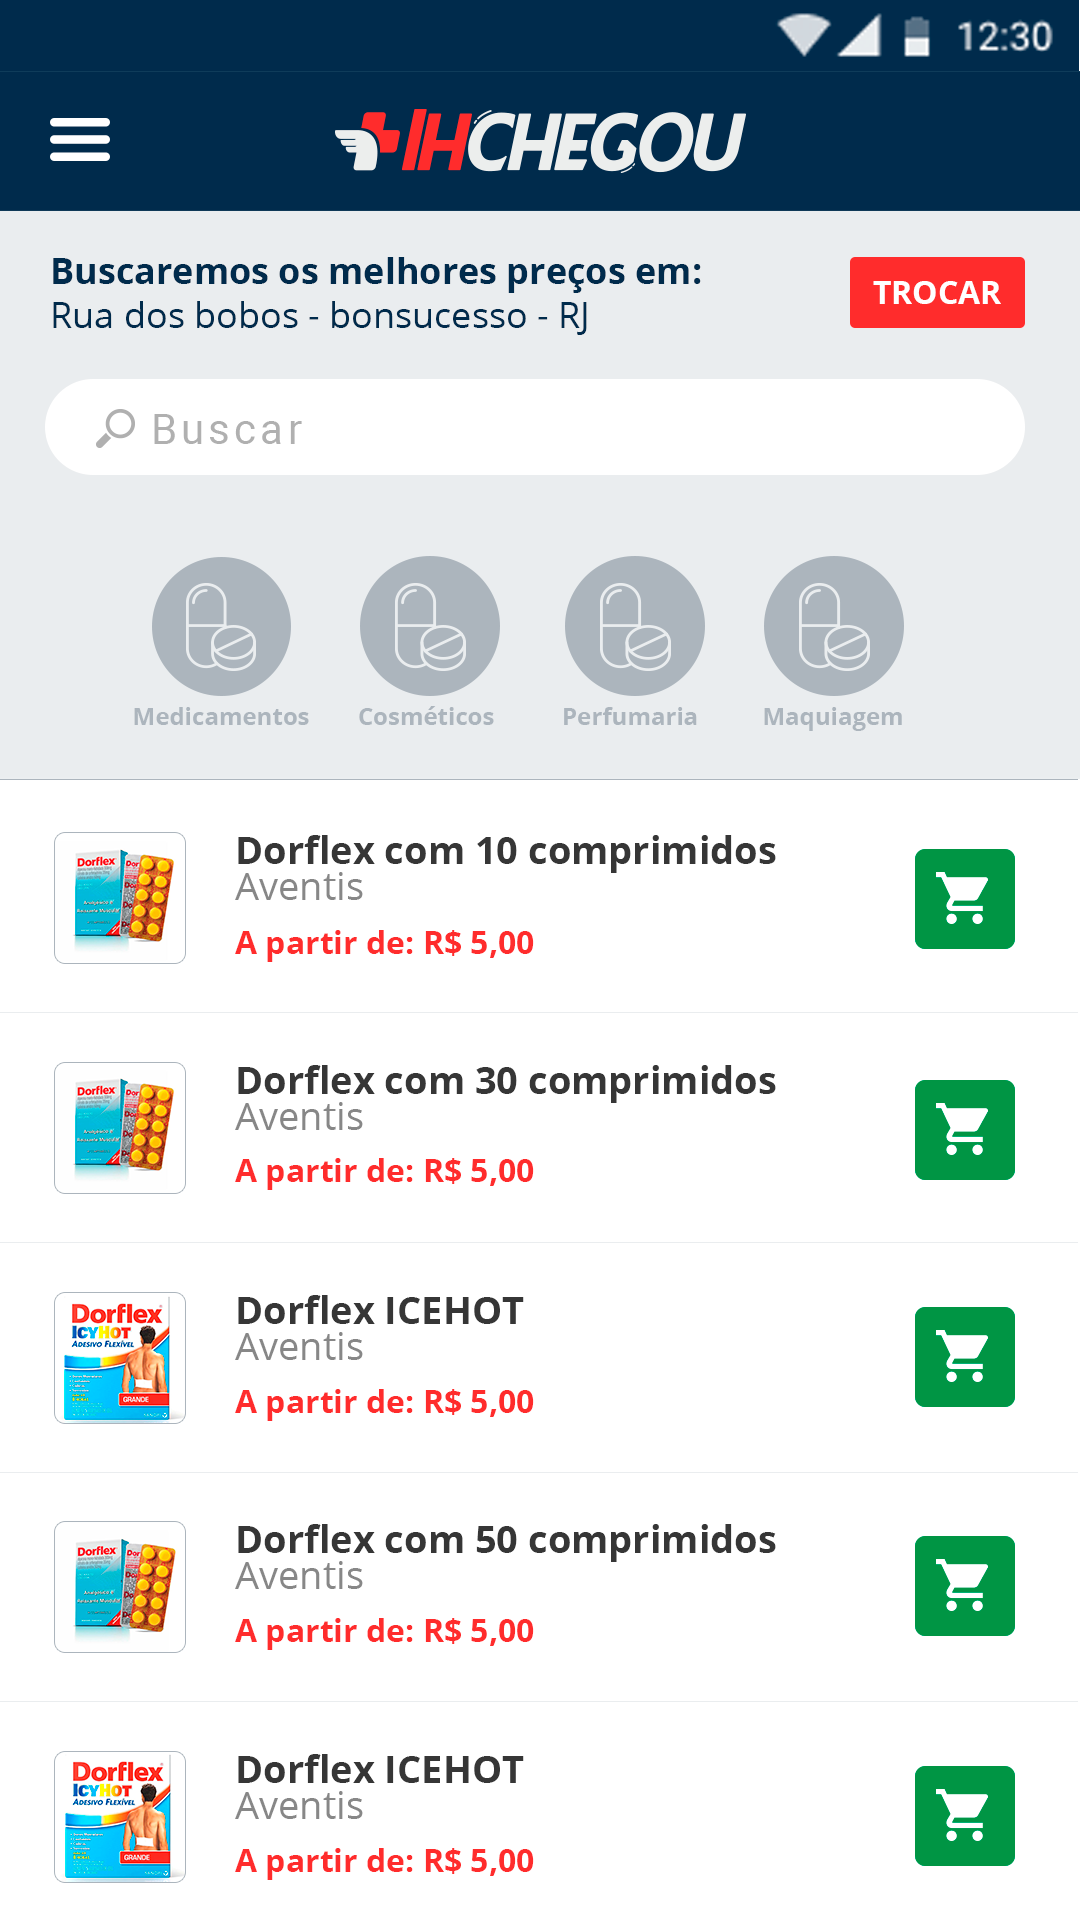 12:30
IHCHEGOU
Buscaremos os melhores preços em:
Rua dos bobos - bonsucesso - RJ
TROCAR
Buscar
Medicamentos
Cosméticos
Perfumaria
Maquiagem
Dorflex
Dorflex com 10 comprimidos
Aventis
A partir de: R$ 5,00
Dorflex
Dorflex com 30 comprimidos
Aventis
A partir de: R$ 5,00
Dorflex
ICYHOT
ADESIVO FLEXÍVEL
GRANDE
Dorflex ICEHOT
Aventis
A partir de: R$ 5,00
Dorflex
Dorflex com 50 comprimidos
Aventis
A partir de: R$ 5,00
Dorflex
ICYHOT
ADESIVO FLEXÍVEL
GRANDE
Dorflex ICEHOT
Aventis
A partir de: R$ 5,00